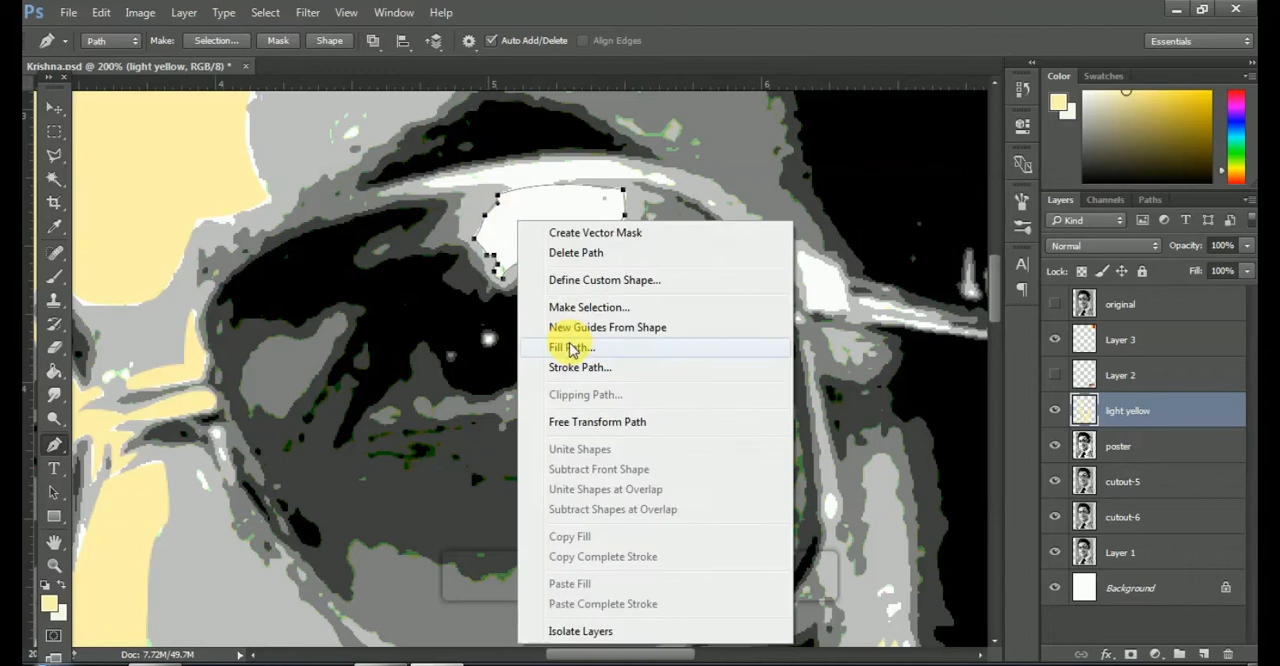 Ps File Edit Image Layer Type Select Filter View Window Help
Path Make: Selection... Mask Shape Auto Add/Delete Align Edges Essentials
Krishna.psd @ 200% (light yellow, RGB/8) *
4 5 6
Color Swatches
Layers Channels Paths
Kind
Normal Opacity: 100%
Lock: Fill: 100%
original
Layer 3
Layer 2
light yellow
poster
cutout-5
cutout-6
Layer 1
Background
Create Vector Mask
Delete Path
Define Custom Shape...
Make Selection...
New Guides From Shape
Fill Path...
Stroke Path...
Clipping Path...
Free Transform Path
Unite Shapes
Subtract Front Shape
Unite Shapes at Overlap
Subtract Shapes at Overlap
Copy Fill
Copy Complete Stroke
Paste Fill
Paste Complete Stroke
Isolate Layers
Doc: 7.72M/49.7M